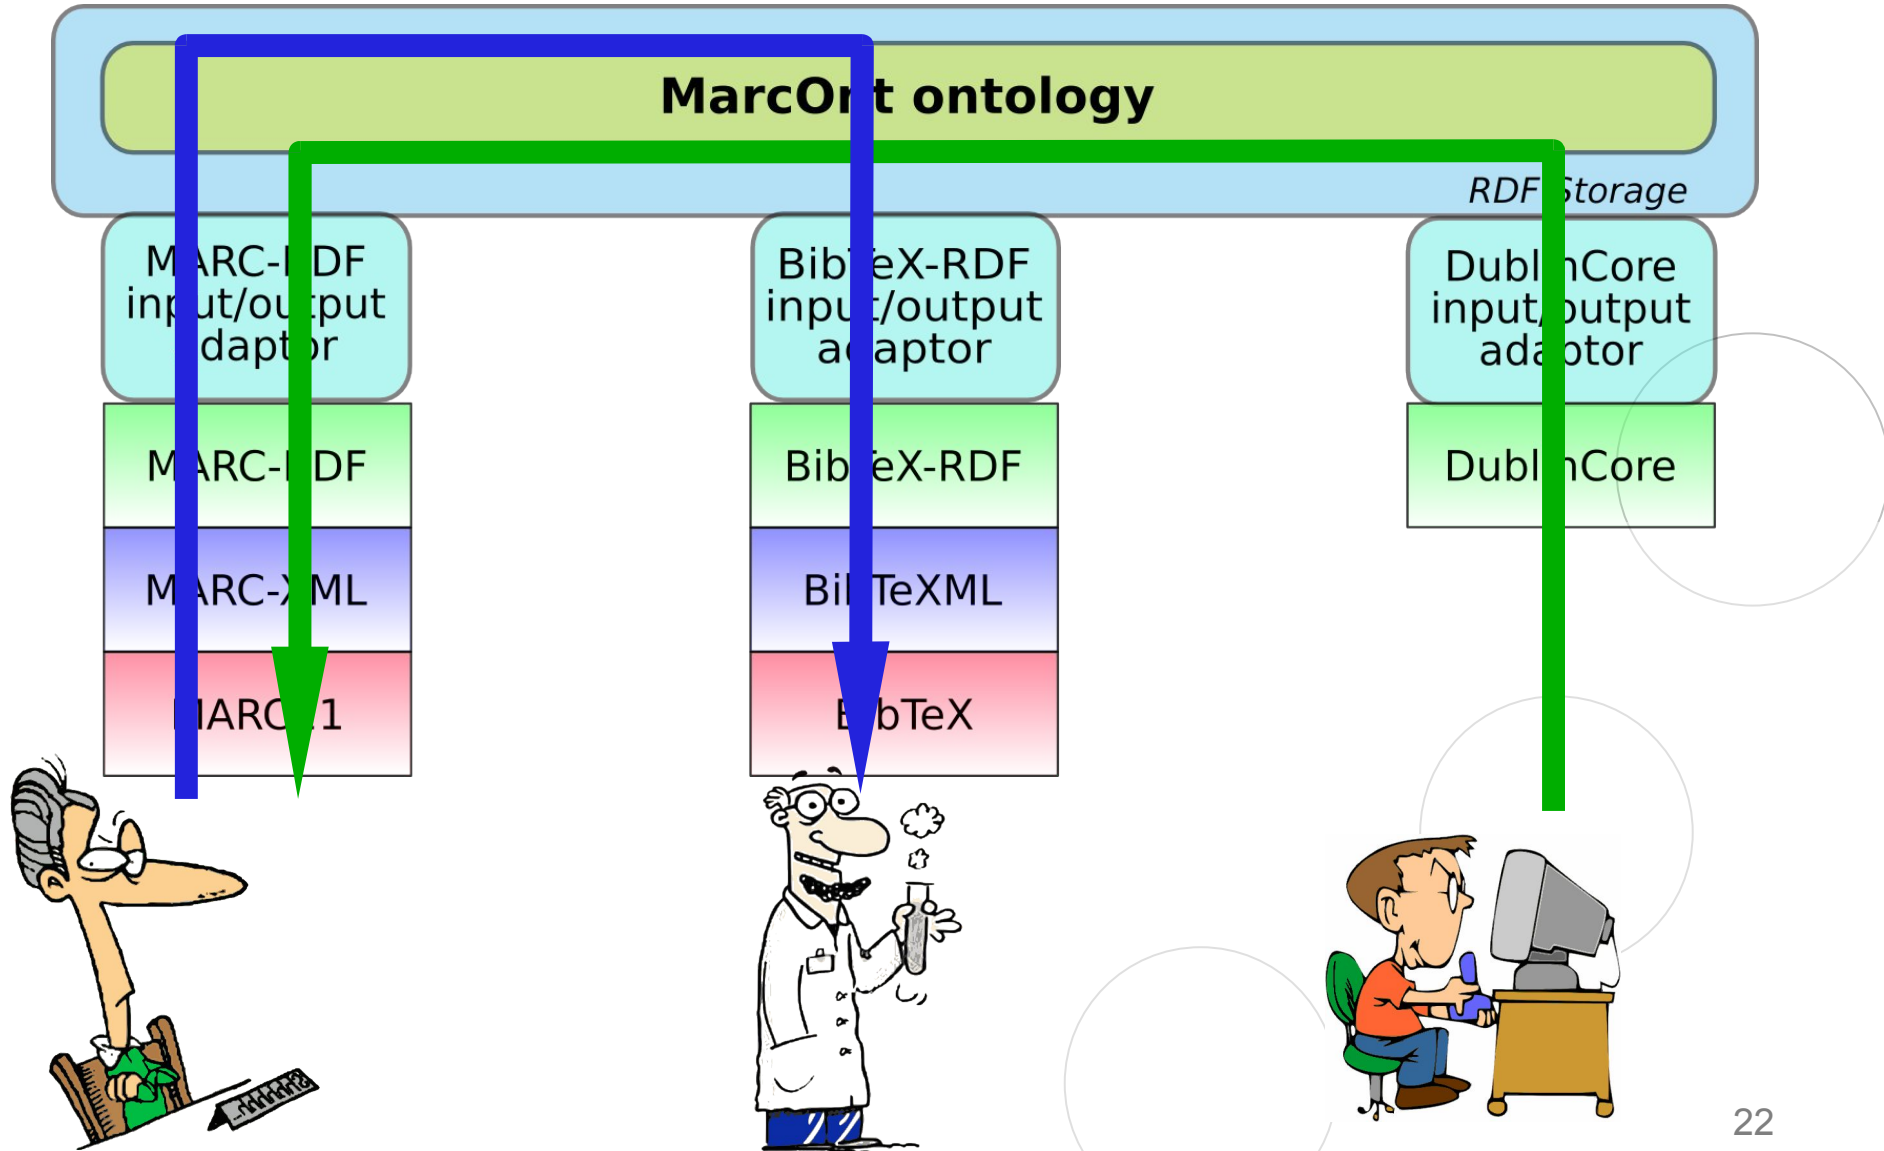 MarcOnt ontology
RDF Storage
MARC-RDF
input/output
adaptor
BibTeX-RDF
input/output
adaptor
DublinCore
input/output
adaptor
MARC-RDF
BibTeX-RDF
DublinCore
MARC-XML
BibTeXML
MARC21
BibTeX
22